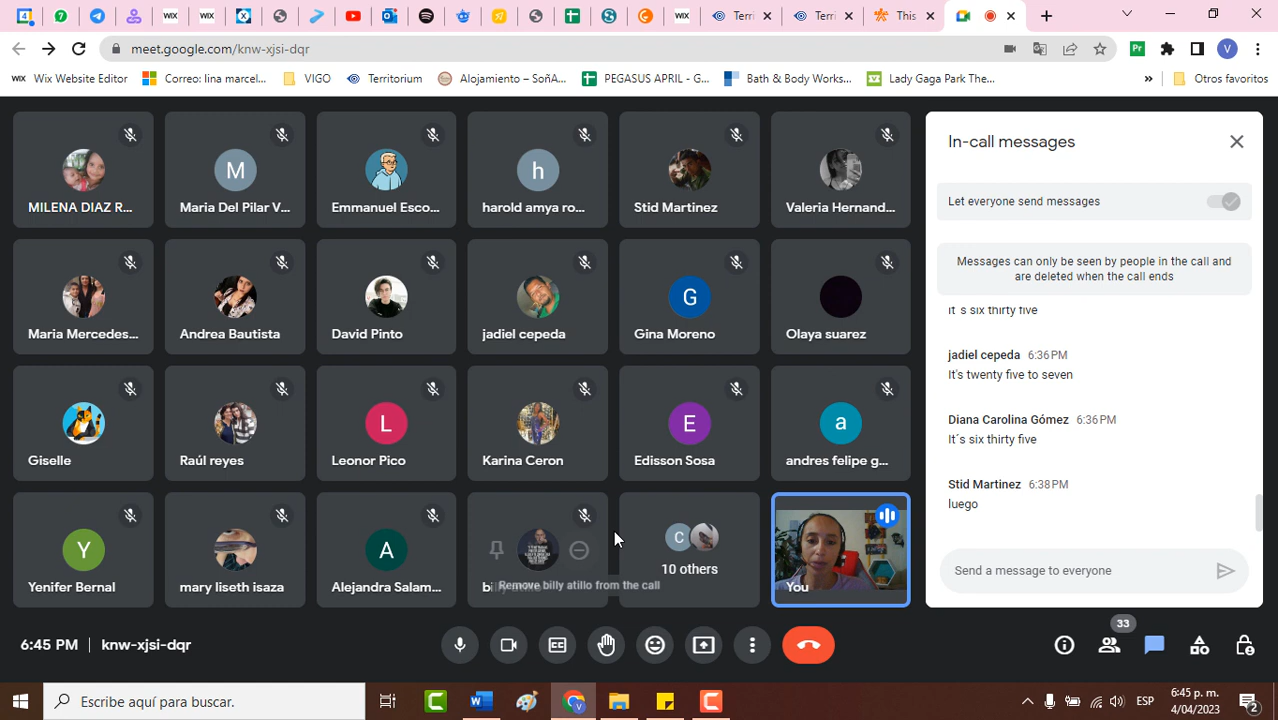 Terri
Terri
This
meet.google.com/knw-xjsi-dqr
Pr
V
WIX Wix Website Editor
Correo: lina marcel...
VIGO
Territorium
Alojamiento – SoñA...
PEGASUS APRIL - G...
Bath & Body Works...
Lady Gaga Park The...
»
Otros favoritos
MILENA DIAZ R...
M
Maria Del Pilar V...
Emmanuel Esco...
h
harold amya ro...
Stid Martinez
Valeria Hernand...
Maria Mercedes...
Andrea Bautista
David Pinto
jadiel cepeda
G
Gina Moreno
Olaya suarez
Giselle
Raúl reyes
L
Leonor Pico
Karina Ceron
E
Edisson Sosa
a
andres felipe g...
Y
Yenifer Bernal
mary liseth isaza
A
Alejandra Salam...
Remove billy atillo from the call
C
10 others
You
In-call messages
Let everyone send messages
Messages can only be seen by people in the call and
are deleted when the call ends
it´s six thirty five
jadiel cepeda 6:36 PM
It's twenty five to seven
Diana Carolina Gómez 6:36 PM
It´s six thirty five
Stid Martinez 6:38 PM
luego
Send a message to everyone
6:45 PM | knw-xjsi-dqr
33
Escribe aquí para buscar.
ESP
6:45 p. m.
4/04/2023
2